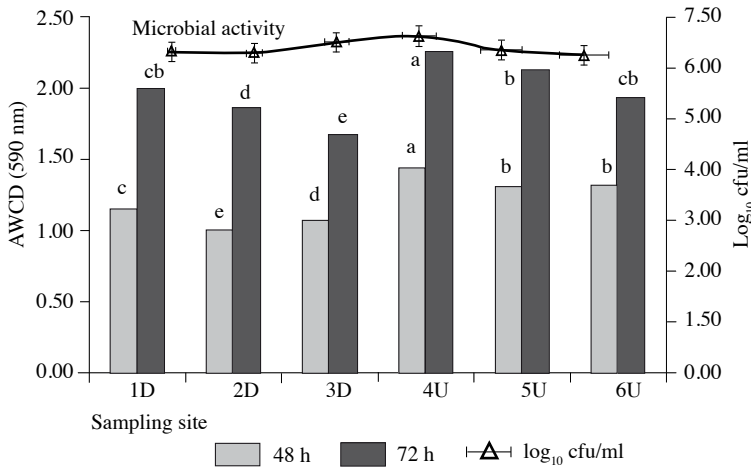 Microbial activity
AWCD (590 nm)
2.50
2.00
1.50
1.00
0.50
0.00
7.50
6.00
5.00
4.00
3.00
2.00
1.50
0.00
Log₁₀ cfu/ml
cb
d
e
a
b
cb
c
e
d
a
b
b
1D 2D 3D 4U 5U 6U
Sampling site
48 h 72 h log₁₀ cfu/ml